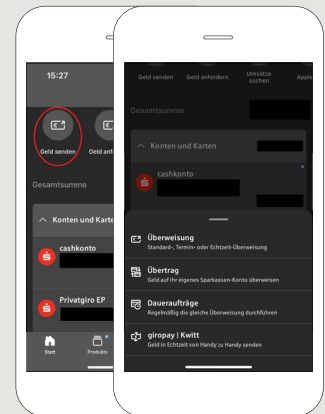 15:27
Geld senden
Geld anf
Gesamtsumme
Konten und Karte
cashkonto
Privatgiro EP
Start
Produkte
Geld senden
Geld anfordern
Umsätze suchen
Apple
Gesamtsumme
Konten und Karten
cashkonto
Überweisung
Standard-, Termin- oder Echtzeit-Überweisung
Übertrag
Geld auf Ihr eigenes Sparkassen-Konto überweisen
Daueraufträge
Regelmäßig die gleiche Überweisung durchführen
giropay | Kwitt
Geld in Echtzeit von Handy zu Handy senden